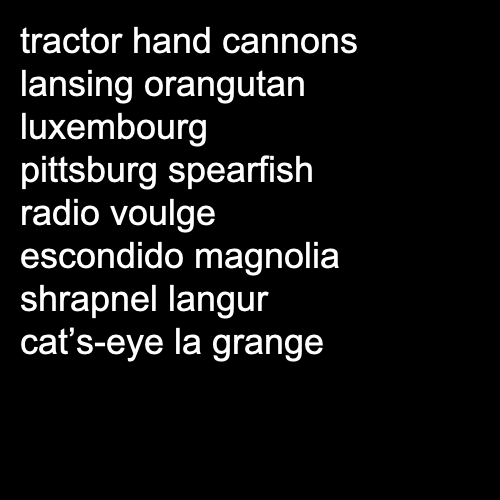 tractor hand cannons
lansing orangutan
luxembourg
pittsburg spearfish
radio voulge
escondido magnolia
shrapnel langur
cat’s-eye la grange